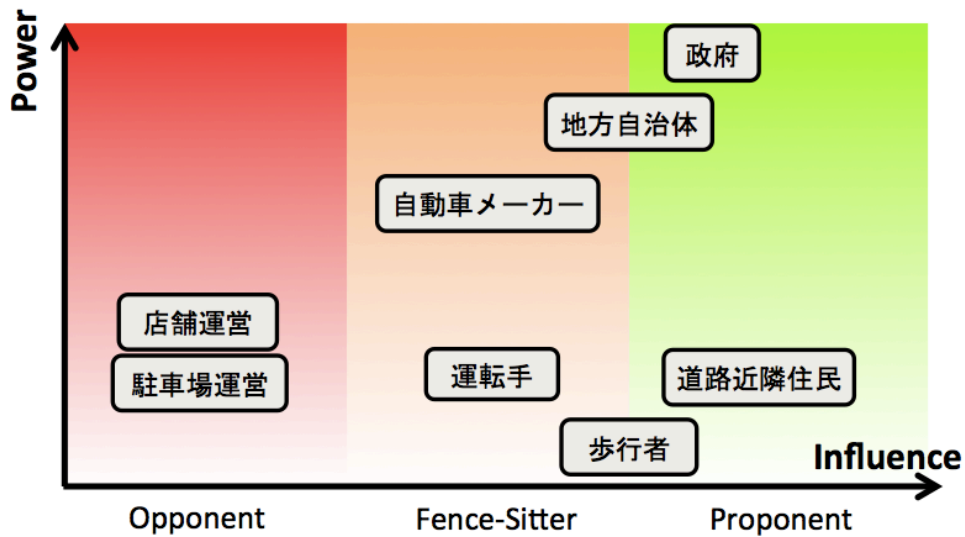 Power
政府
地方自治体
自動車メーカー
店舗運営
駐車場運営
運転手
道路近隣住民
歩行者
Influence
Opponent
Fence-Sitter
Proponent